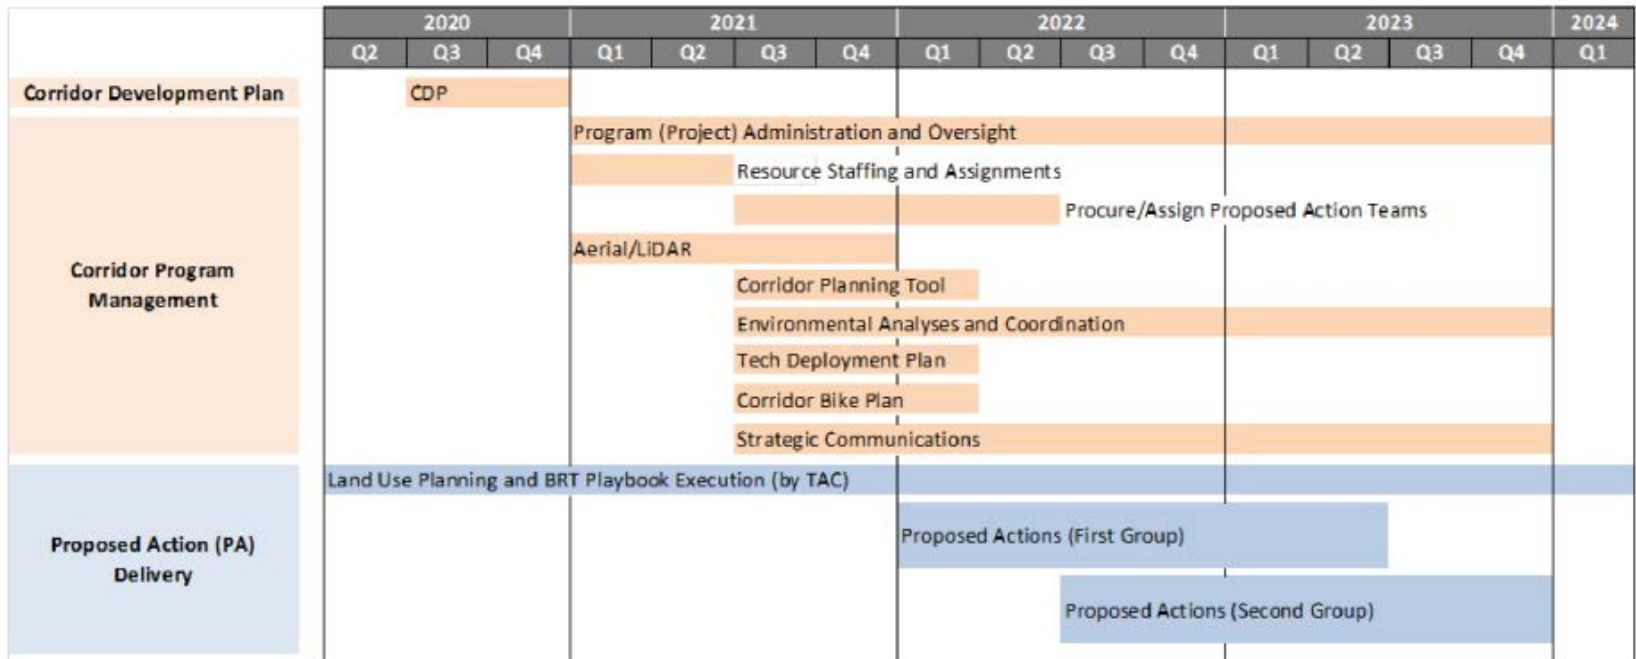 2020 2021 2022 2023 2024
Q2 Q3 Q4 Q1 Q2 Q3 Q4 Q1 Q2 Q3 Q4 Q1 Q2 Q3 Q4 Q1
Corridor Development Plan
CDP
Corridor Program
Management
Program (Project) Administration and Oversight
Resource Staffing and Assignments
Procure/Assign Proposed Action Teams
Aerial/LiDAR
Corridor Planning Tool
Environmental Analyses and Coordination
Tech Deployment Plan
Corridor Bike Plan
Strategic Communications
Proposed Action (PA)
Delivery
Land Use Planning and BRT Playbook Execution (by TAC)
Proposed Actions (First Group)
Proposed Actions (Second Group)